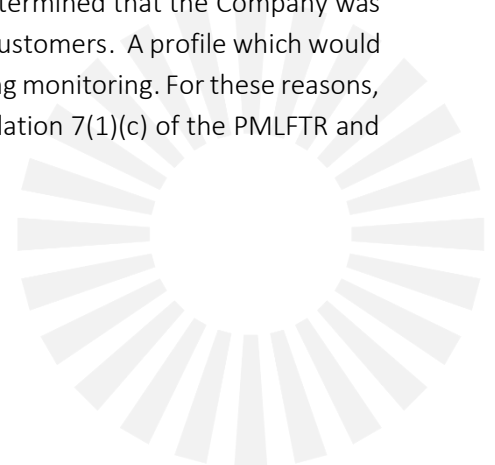 termined that the Company was
ustomers. A profile which would
ng monitoring. For these reasons,
lation 7(1)(c) of the PMLFTR and